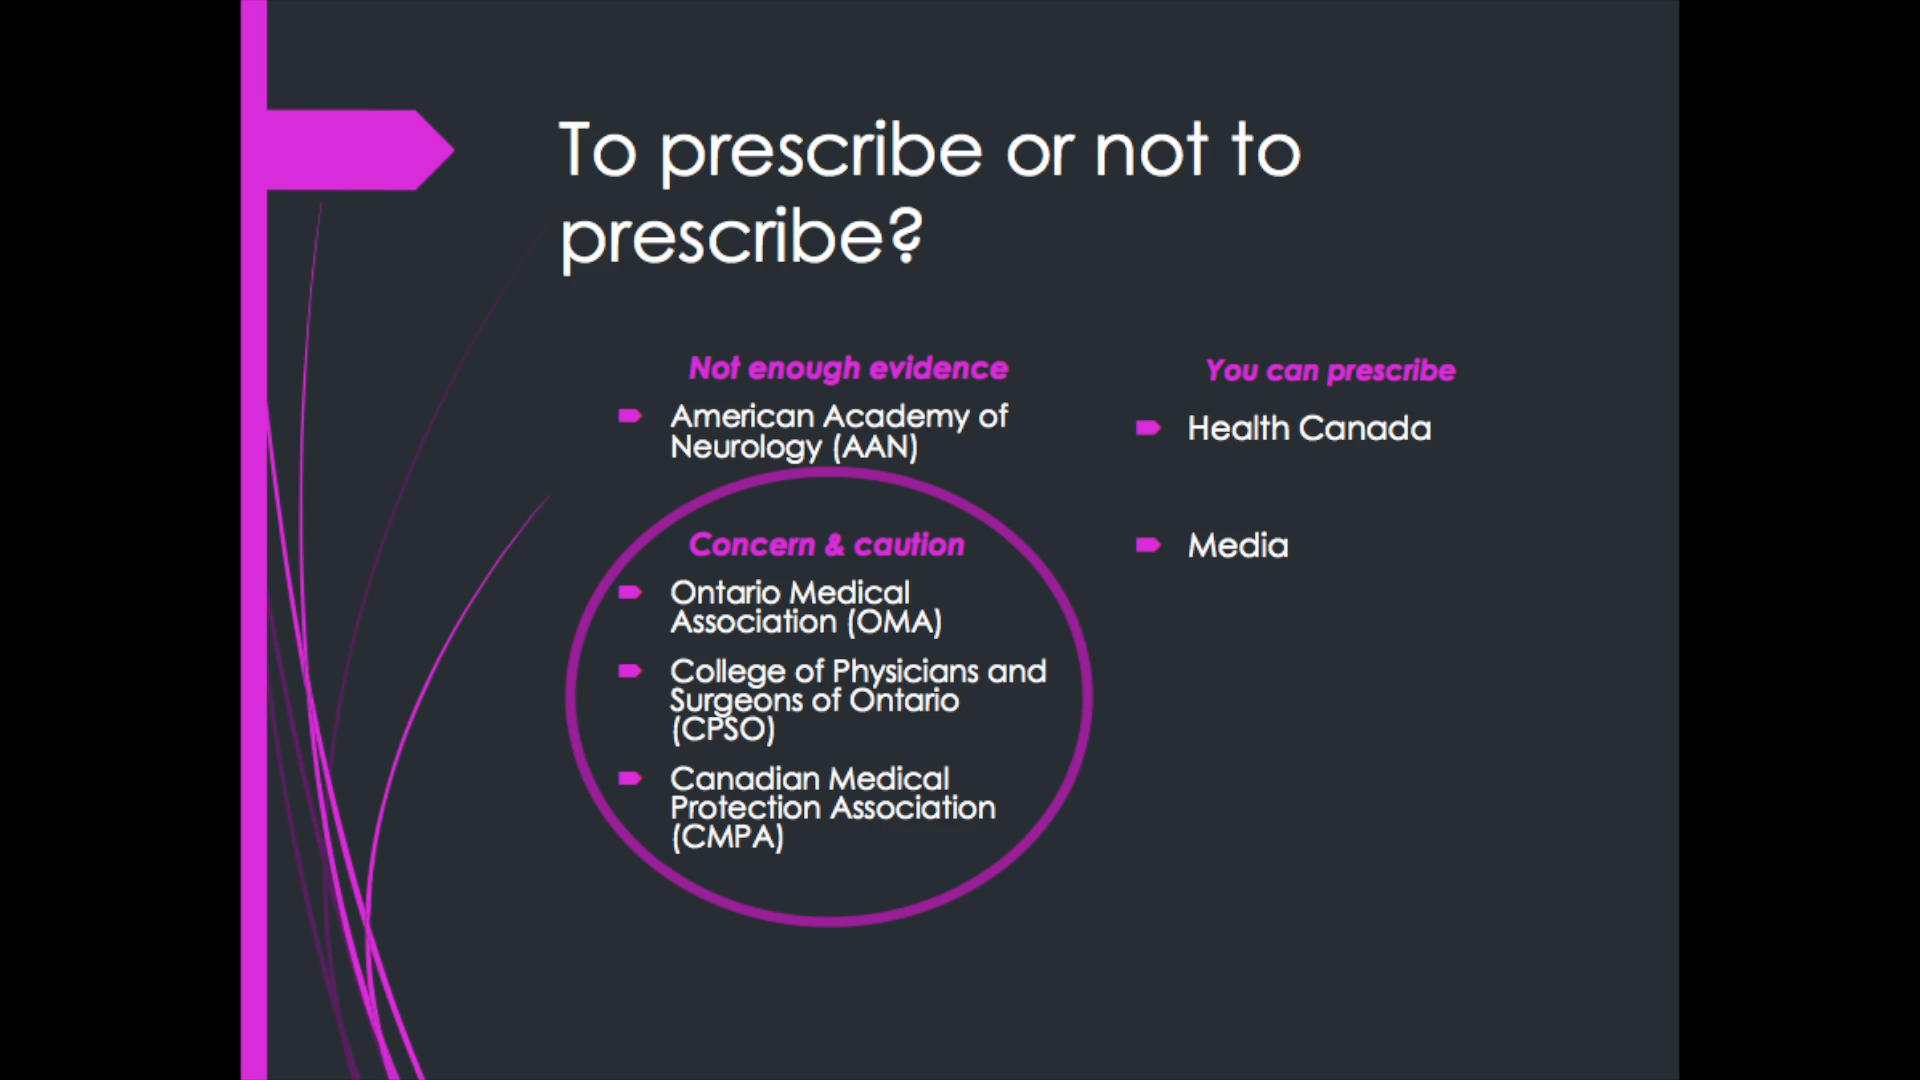 To prescribe or not to
prescribe?
Not enough evidence
American Academy of
Neurology (AAN)
Concern & caution
Ontario Medical
Association (OMA)
College of Physicians and
Surgeons of Ontario
(CPSO)
Canadian Medical
Protection Association
(CMPA)
You can prescribe
Health Canada
Media